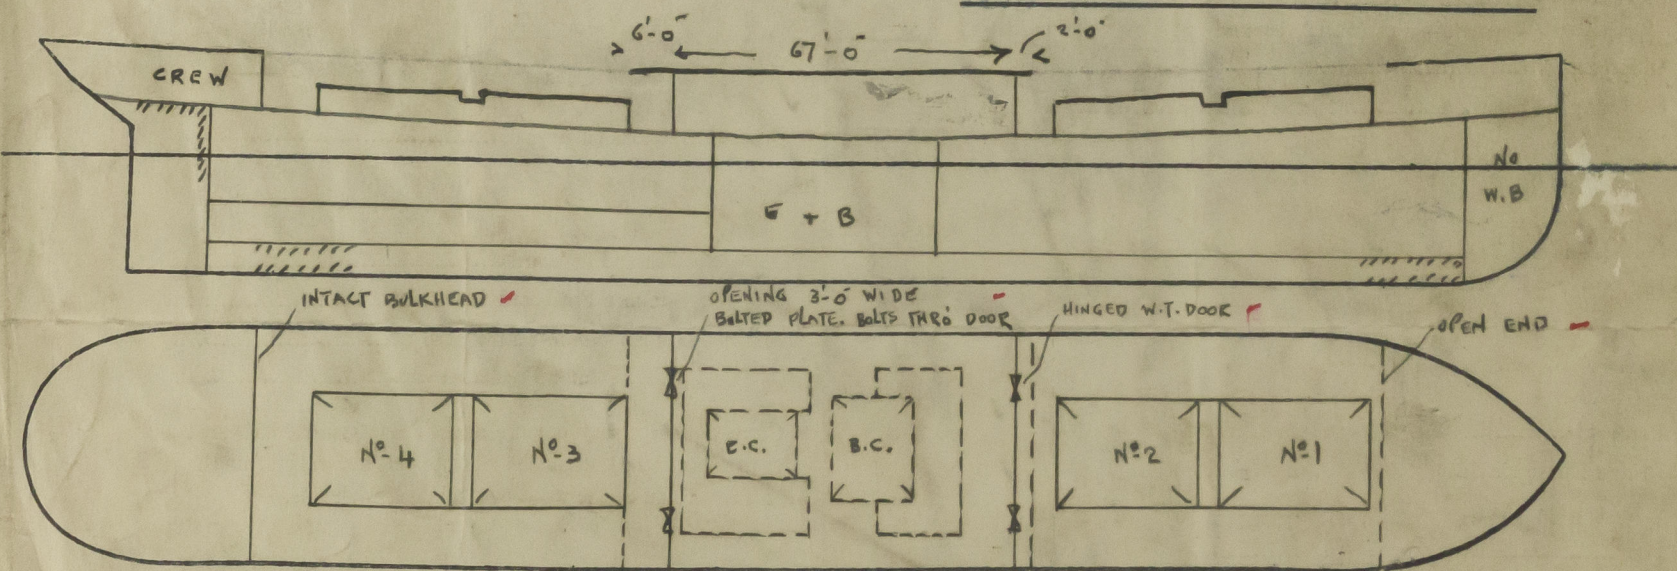 6'-0"
67'-0"
2'-0"
CREW
E + B
No
W.B
INTACT BULKHEAD
OPENING 3'-0" WIDE
BOLTED PLATE. BOLTS THRO' DOOR
HINGED W.T. DOOR
OPEN END
Nº 4
Nº 3
E.C.
B.C.
Nº 2
Nº 1